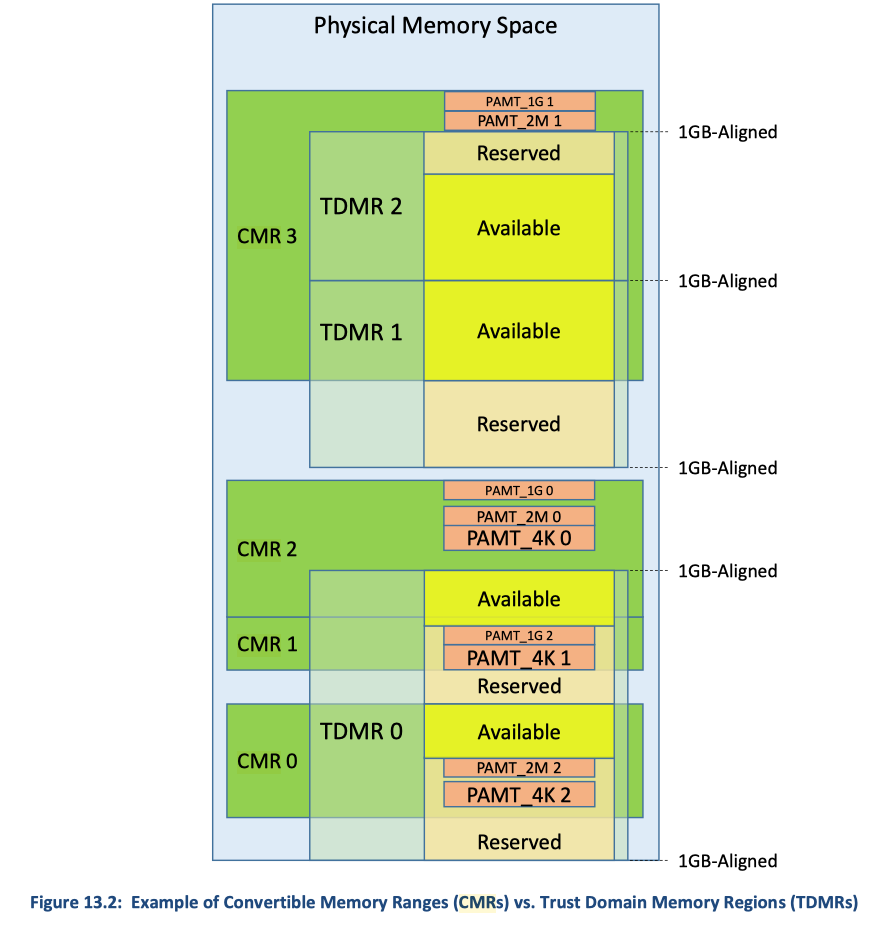 Physical Memory Space
PAMT_1G 1
PAMT_2M 1
1GB-Aligned
Reserved
TDMR 2
Available
CMR 3
1GB-Aligned
TDMR 1
Available
Reserved
1GB-Aligned
PAMT_1G 0
PAMT_2M 0
PAMT_4K 0
CMR 2
1GB-Aligned
Available
PAMT_1G 2
CMR 1
PAMT_4K 1
Reserved
TDMR 0
Available
CMR 0
PAMT_2M 2
PAMT_4K 2
Reserved
1GB-Aligned
Figure 13.2: Example of Convertible Memory Ranges (CMRs) vs. Trust Domain Memory Regions (TDMRs)